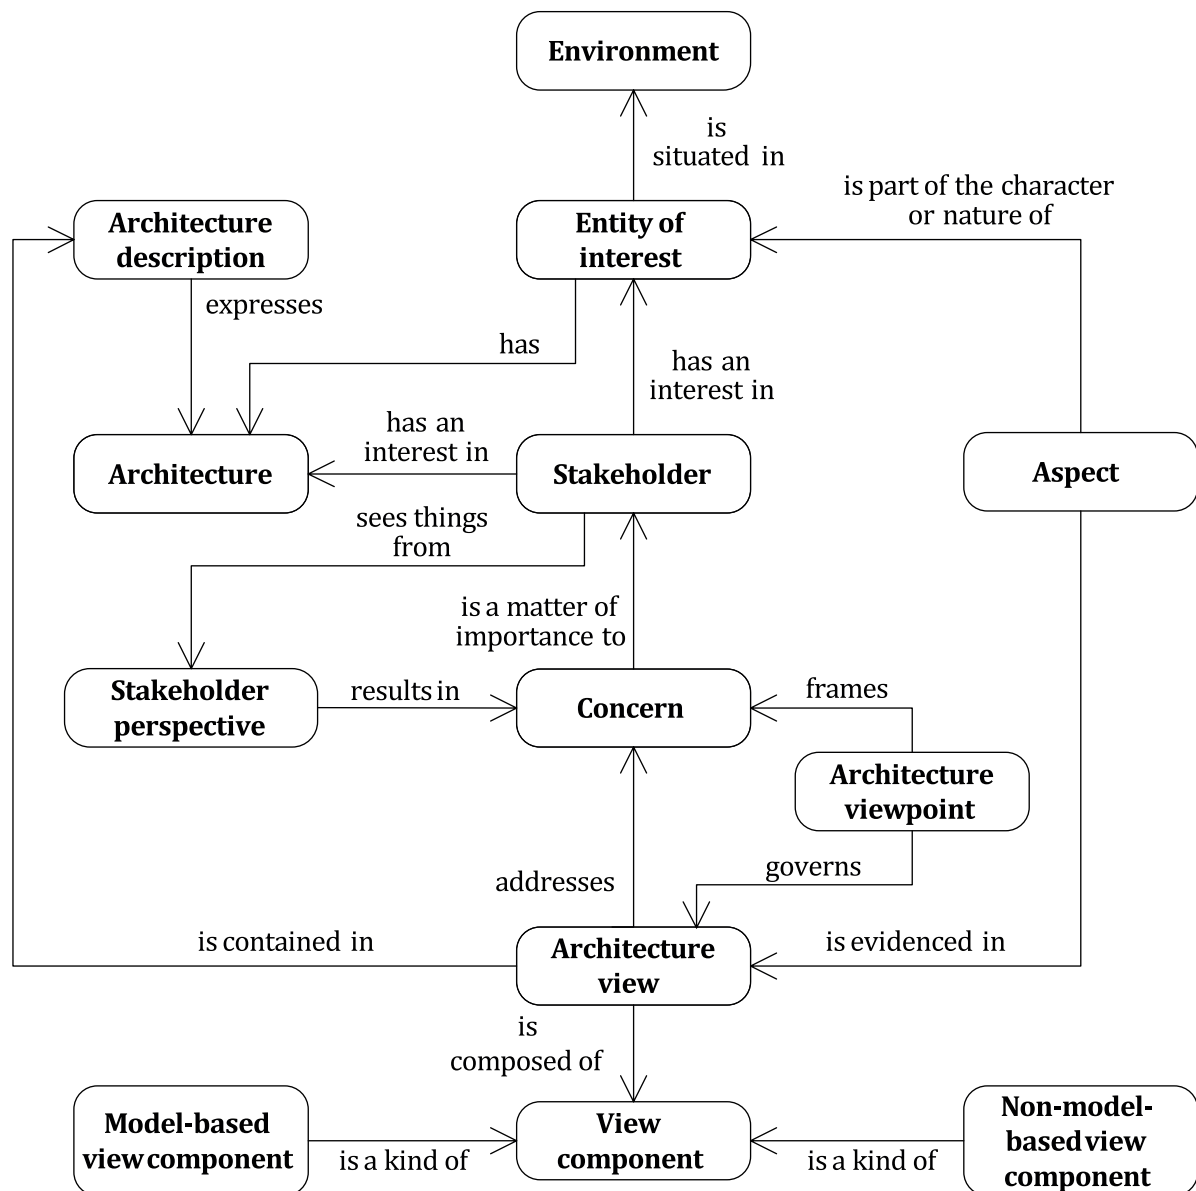 Environment
is
situated in
is part of the character
or nature of
Architecture
description
Entity of
interest
expresses
has
has an
interest in
has an
interest in
Architecture
Stakeholder
Aspect
sees things
from
is a matter of
importance to
Stakeholder
perspective
results in
Concern
frames
Architecture
viewpoint
governs
addresses
is contained in
Architecture
view
is evidenced in
is
composed of
Model-based
view component
is a kind of
View
component
is a kind of
Non-model-
based view
component